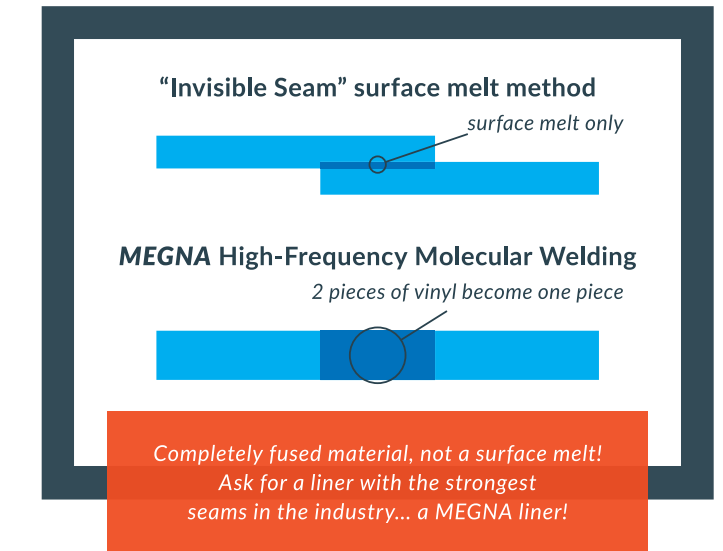 “Invisible Seam” surface melt method
surface melt only
MEGNA High-Frequency Molecular Welding
2 pieces of vinyl become one piece
Completely fused material, not a surface melt!
Ask for a liner with the strongest
seams in the industry... a MEGNA liner!